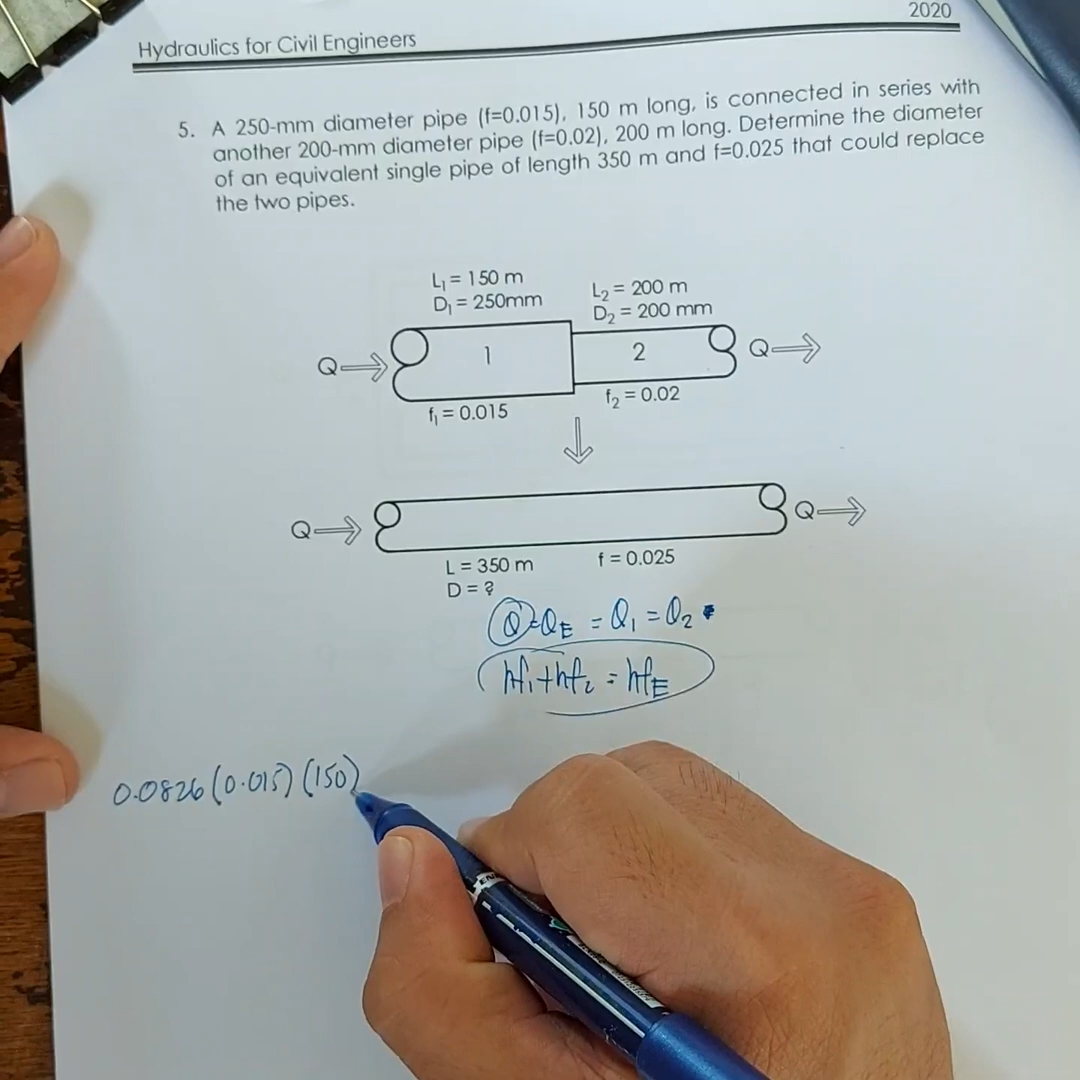 2020
Hydraulics for Civil Engineers
5. A 250-mm diameter pipe (f=0.015), 150 m long, is connected in series with
another 200-mm diameter pipe (f=0.02), 200 m long. Determine the diameter
of an equivalent single pipe of length 350 m and f=0.025 that could replace
the two pipes.
L₁ = 150 m
D₁ = 250mm
L₂ = 200 m
D₂ = 200 mm
Q 1 2 Q
f₁ = 0.015
f₂ = 0.02
Q Q
L = 350 m f = 0.025
D = ?
Q=Q_E = Q₁ = Q₂
hf₁+hf₂ = hf_E
0.0826(0.015)(150)